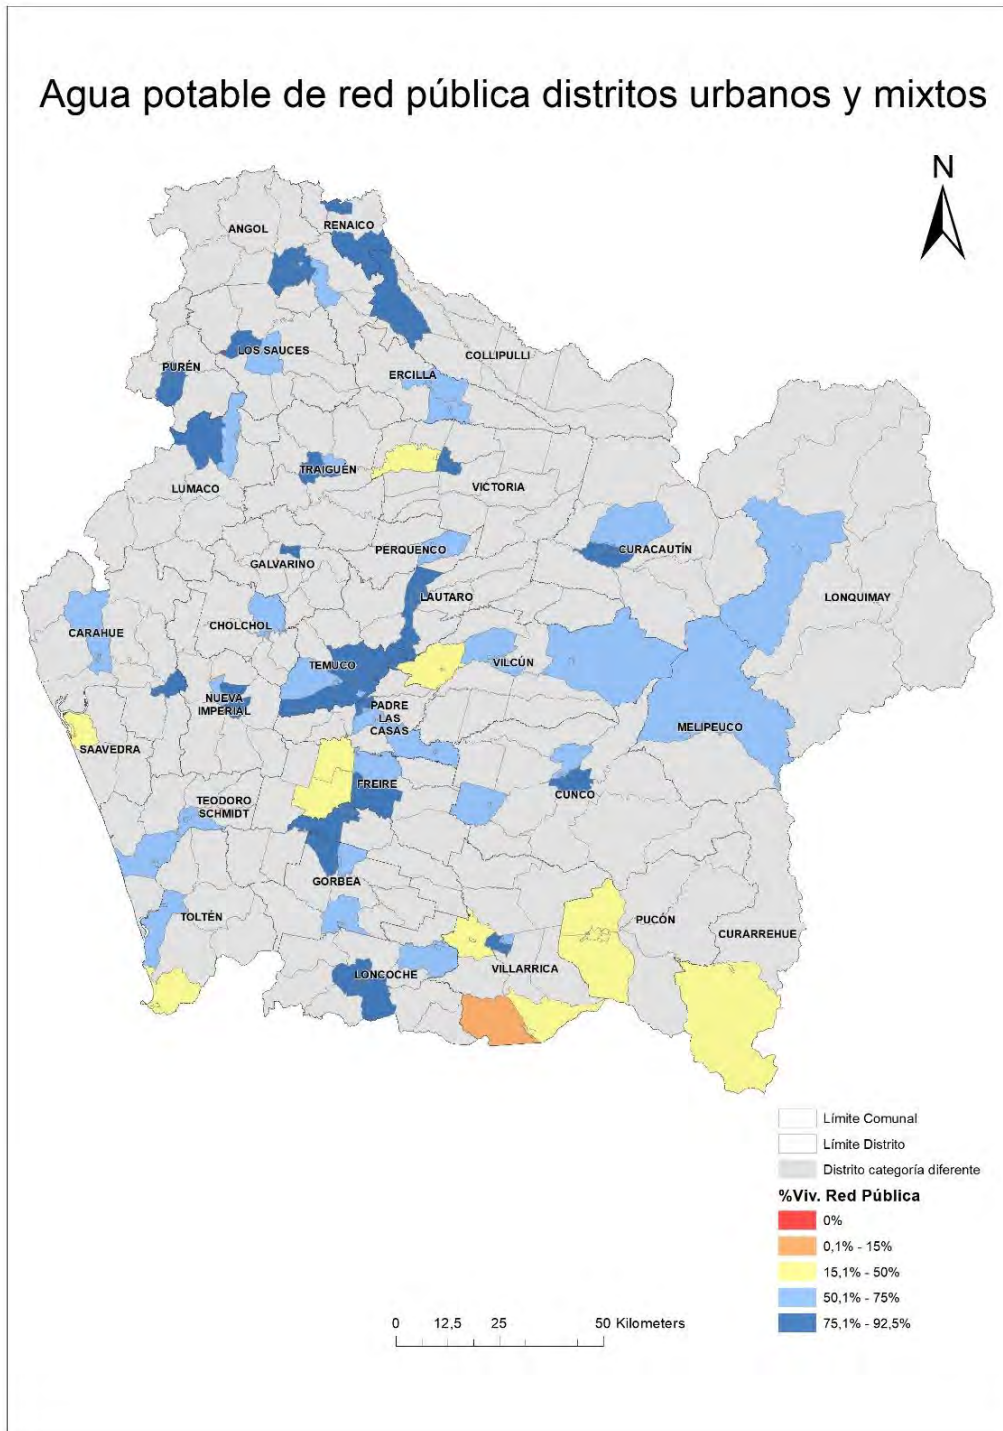 Agua potable de red pública distritos urbanos y mixtos
N
ANGOL
RENAICO
LOS SAUCES
COLLIPULLI
PURÉN
ERCILLA
TRAIGUÉN
LUMACO
VICTORIA
PERQUENCO
CURACAUTÍN
GALVARINO
LAUTARO
LONQUIMAY
CARAHUE
CHOLCHOL
TEMUCO
VILCÚN
NUEVA
IMPERIAL
PADRE
LAS
CASAS
MELIPEUCO
SAAVEDRA
FREIRE
CUNCO
TEODORO
SCHMIDT
GORBEA
TOLTÉN
PUCÓN
CURARREHUE
LONCOCHE
VILLARRICA
Límite Comunal
Límite Distrito
Distrito categoría diferente
%Viv. Red Pública
0%
0,1% - 15%
15,1% - 50%
50,1% - 75%
75,1% - 92,5%
0 12,5 25 50 Kilometers